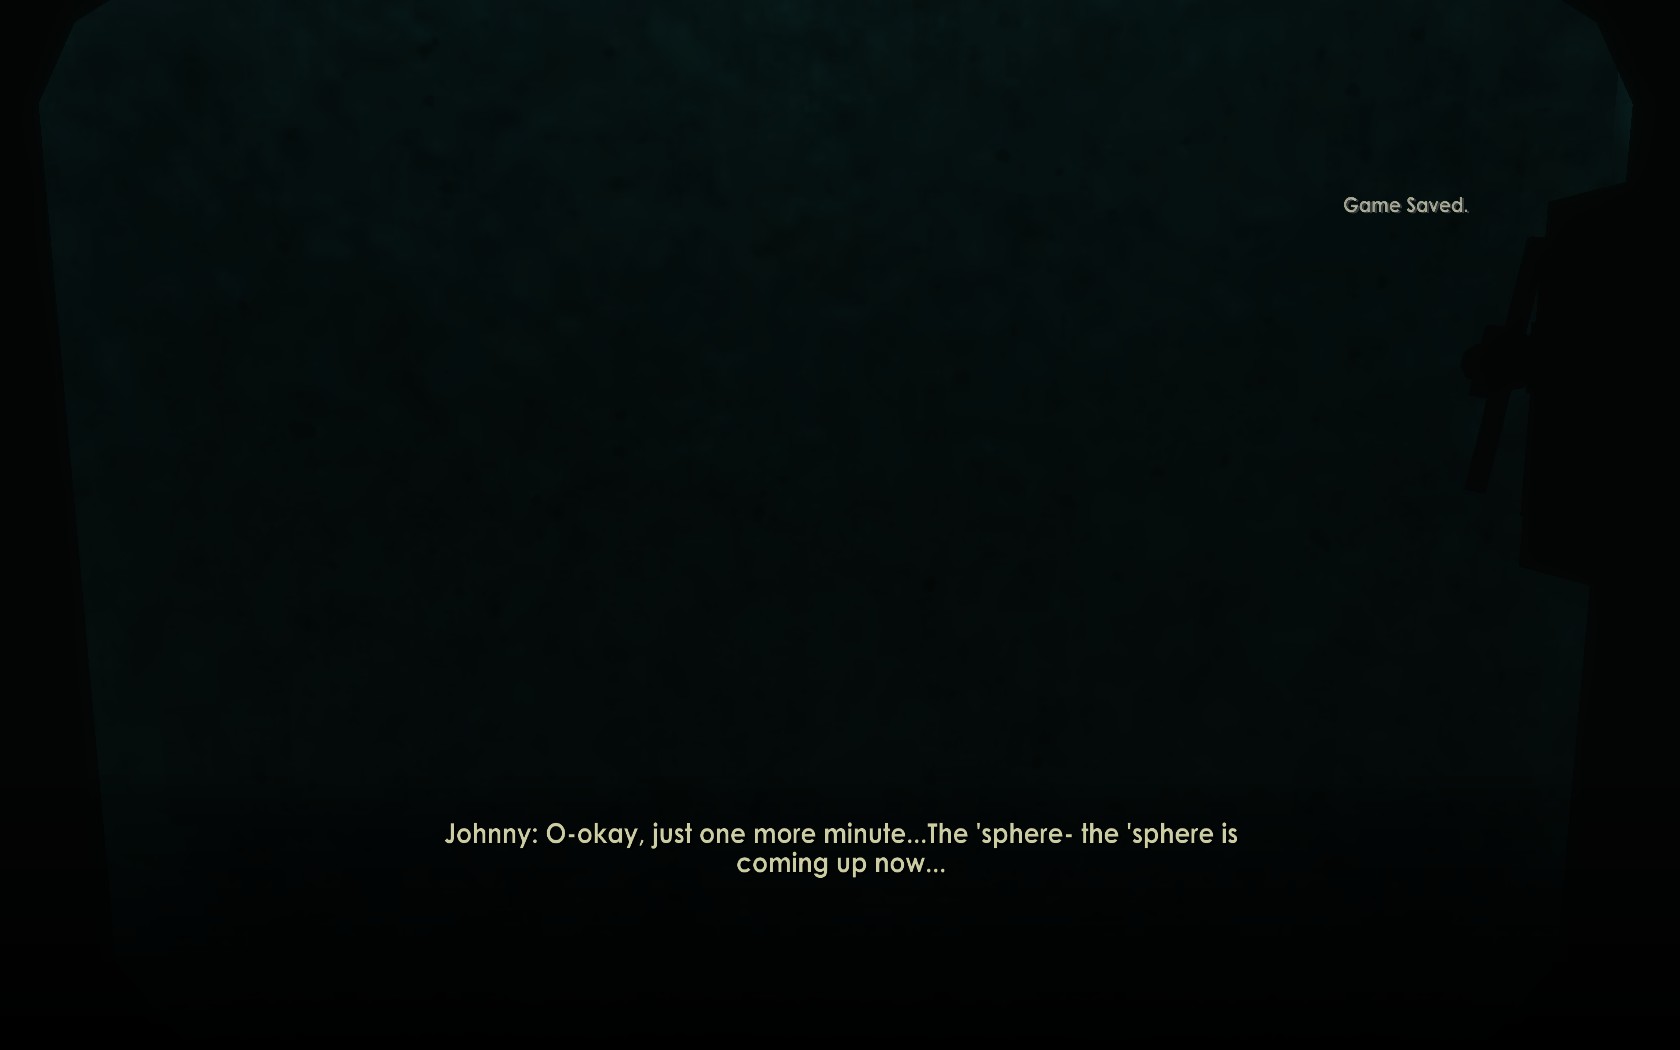 Game Saved.
Johnny: O-okay, just one more minute...The 'sphere- the 'sphere is
coming up now...